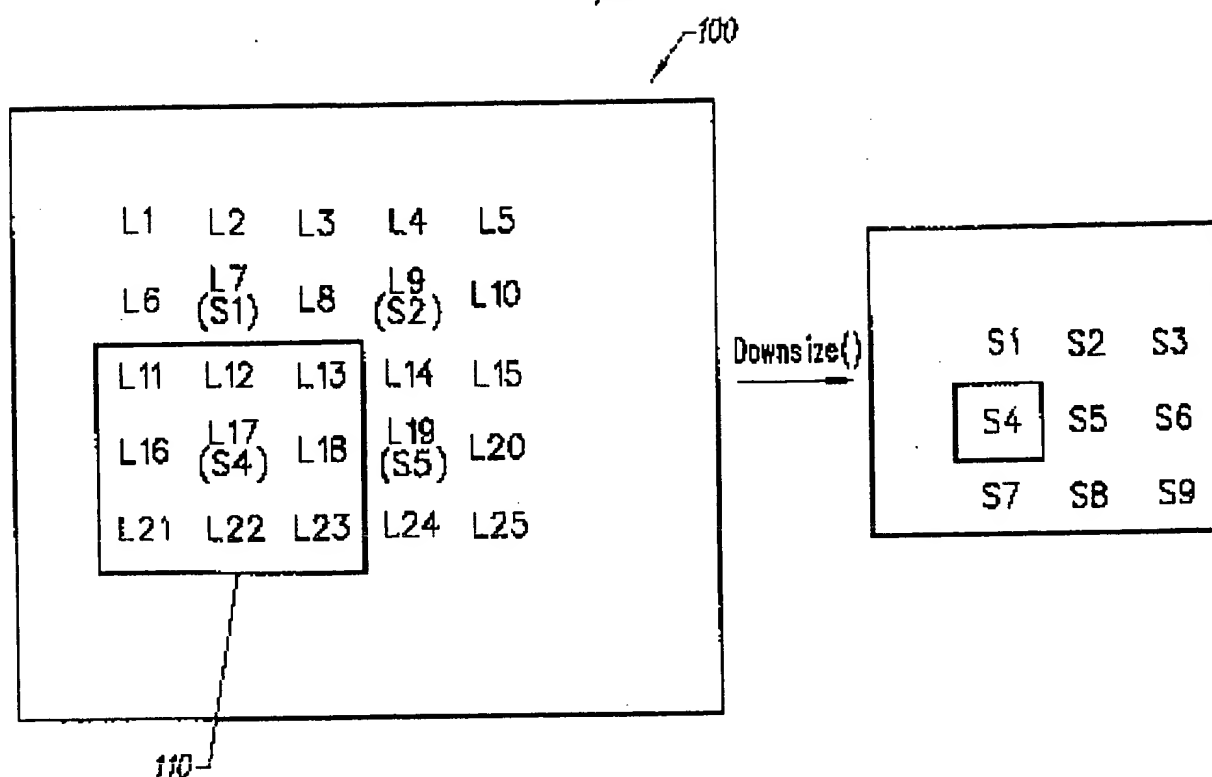 100
L1 L2 L3 L4 L5
L6 L7 (S1) L8 L9 (S2) L10
L11 L12 L13 L14 L15
L16 L17 (S4) L18 L19 (S5) L20
L21 L22 L23 L24 L25
110
Downsize()
S1 S2 S3
S4 S5 S6
S7 S8 S9